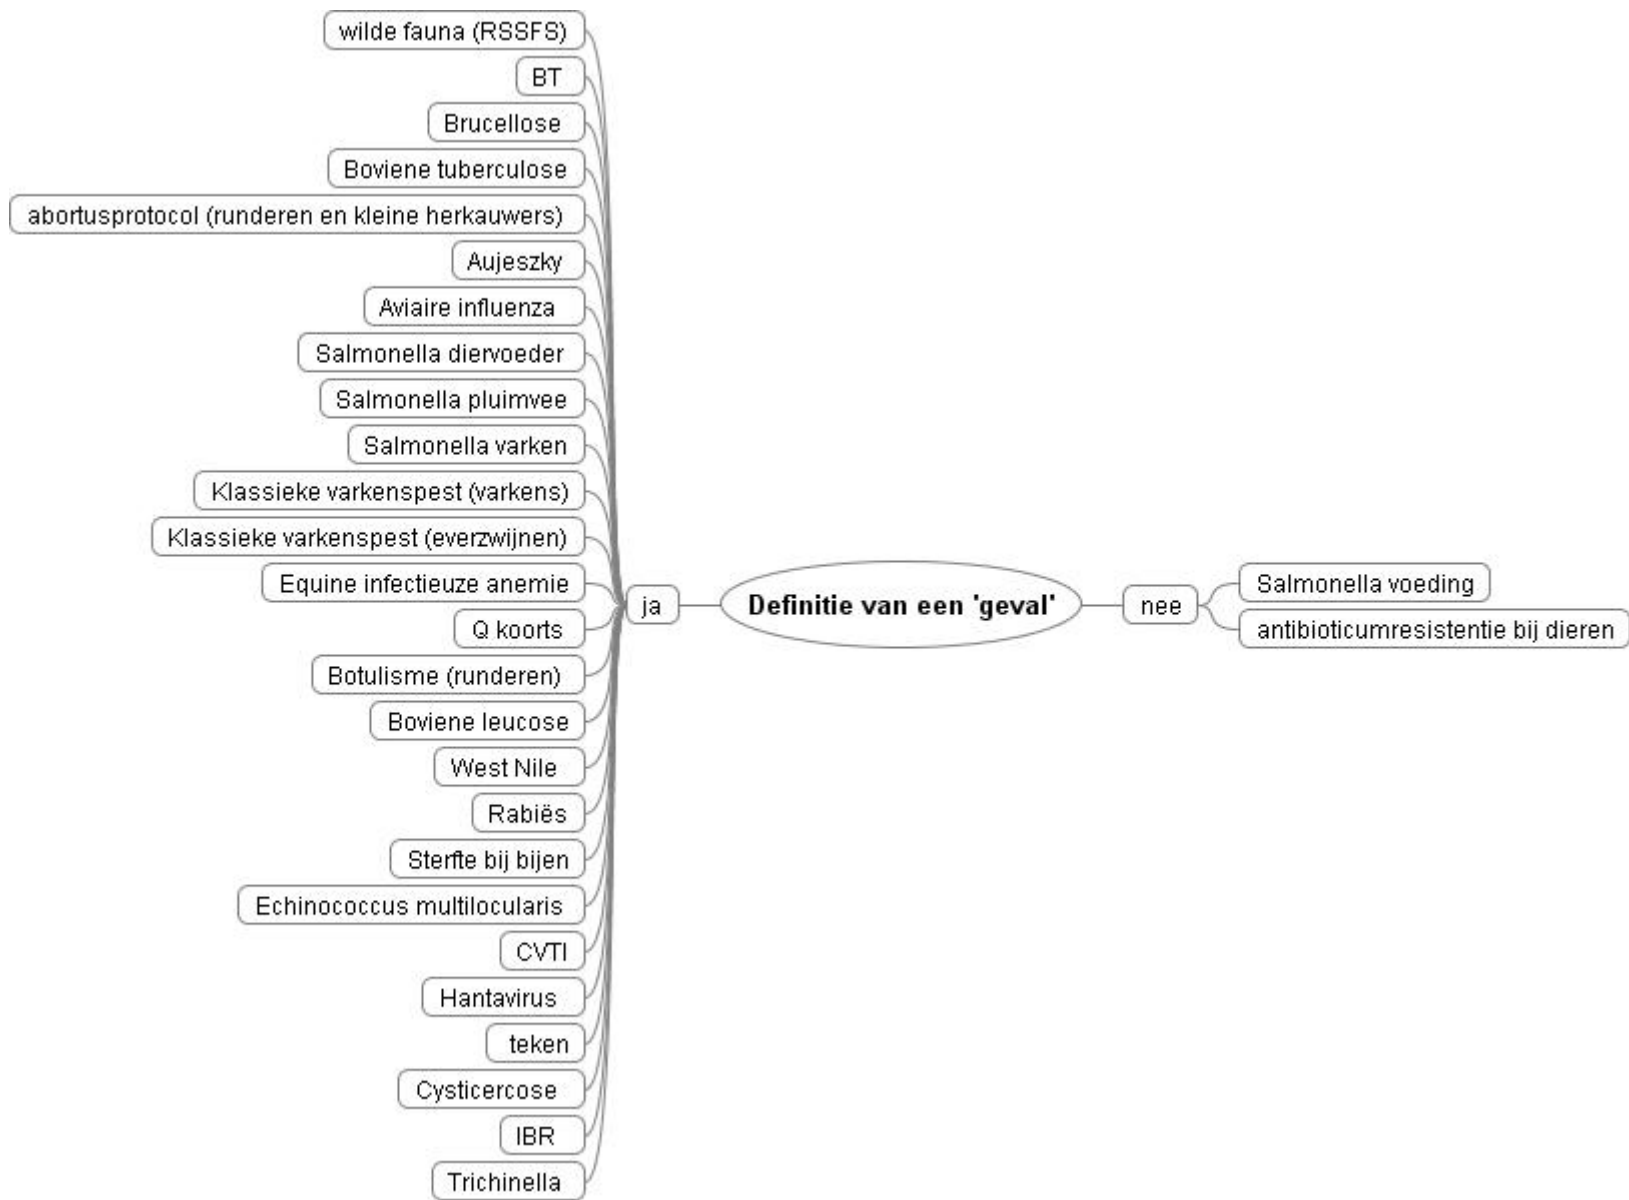 wilde fauna (RSSFS)
BT
Brucellose
Boviene tuberculose
abortusprotocol (runderen en kleine herkauwers)
Aujeszky
Aviaire influenza
Salmonella diervoeder
Salmonella pluimvee
Salmonella varken
Klassieke varkenspest (varkens)
Klassieke varkenspest (everzwijnen)
Equine infectieuze anemie
Q koorts
Botulisme (runderen)
Boviene leucose
West Nile
Rabiës
Sterfte bij bijen
Echinococcus multilocularis
CVTI
Hantavirus
teken
Cysticercose
IBR
Trichinella
ja
Definitie van een 'geval'
nee
Salmonella voeding
antibioticumresistentie bij dieren